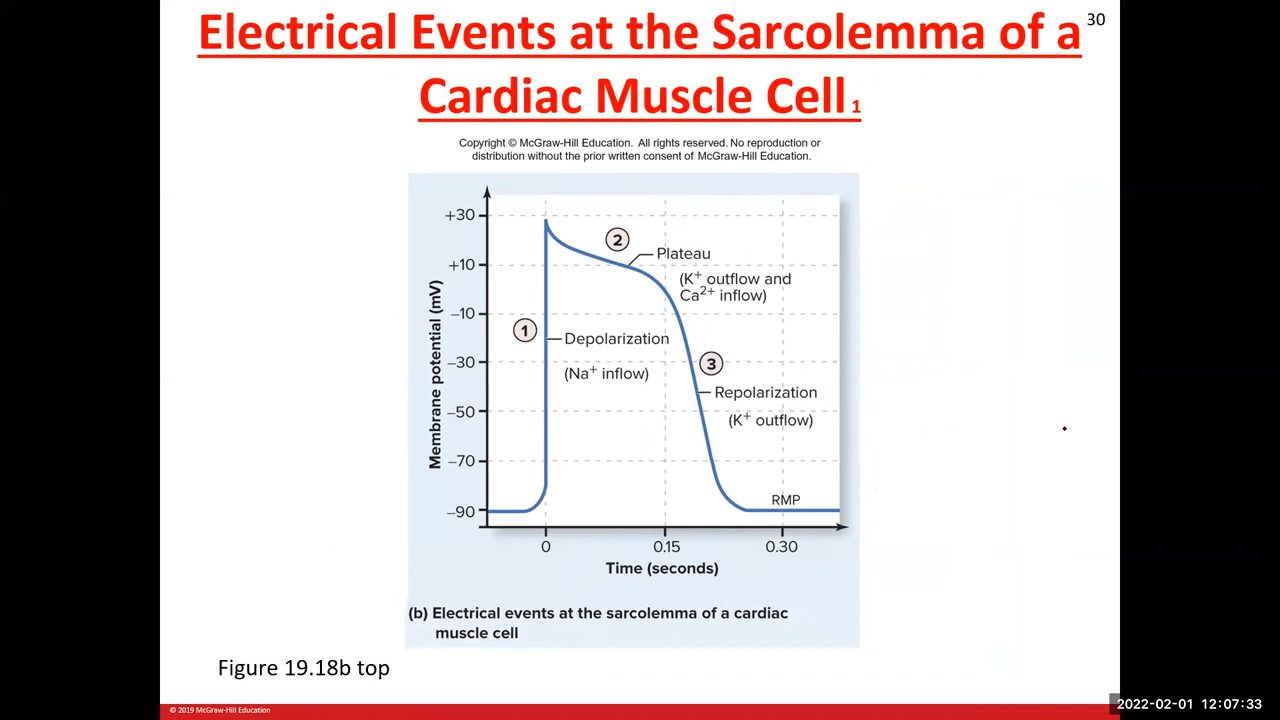 Electrical Events at the Sarcolemma of a
30
Cardiac Muscle Cell 1
Copyright © McGraw-Hill Education. All rights reserved. No reproduction or
distribution without the prior written consent of McGraw-Hill Education.
+30
+10
–10
–30
–50
–70
–90
Membrane potential (mV)
2
Plateau
(K+ outflow and
Ca2+ inflow)
1
Depolarization
(Na+ inflow)
3
Repolarization
(K+ outflow)
RMP
0
0.15
0.30
Time (seconds)
(b) Electrical events at the sarcolemma of a cardiac
muscle cell
Figure 19.18b top
© 2019 McGraw-Hill Education
2022-02-01 12:07:33